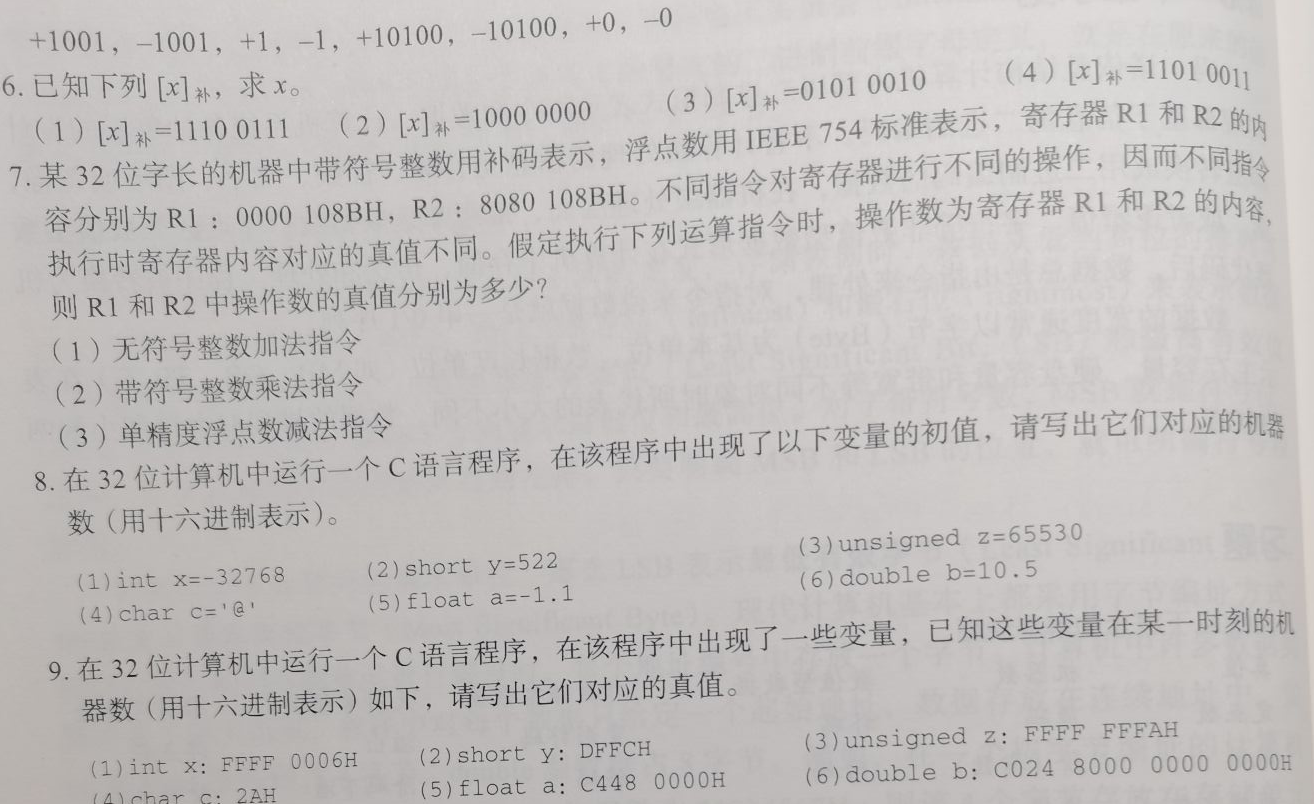 +1001，-1001，+1，-1，+10100，-10100，+0，-0
6. 已知下列 [x]补，求 x。
（1）[x]补=1110 0111 （2）[x]补=1000 0000 （3）[x]补=0101 0010 （4）[x]补=1101 0011
7. 某 32 位字长的机器中带符号整数用补码表示，浮点数用 IEEE 754 标准表示，寄存器 R1 和 R2 的内
容分别为 R1：0000 108BH，R2：8080 108BH。不同指令对寄存器进行不同的操作，因而不同指令
执行时寄存器内容对应的真值不同。假定执行下列运算指令时，操作数为寄存器 R1 和 R2 的内容，
则 R1 和 R2 中操作数的真值分别为多少？
（1）无符号整数加法指令
（2）带符号整数乘法指令
（3）单精度浮点数减法指令
8. 在 32 位计算机中运行一个 C 语言程序，在该程序中出现了以下变量的初值，请写出它们对应的机器
数（用十六进制表示）。
(1)int x=-32768 (2)short y=522 (3)unsigned z=65530
(4)char c='@' (5)float a=-1.1 (6)double b=10.5
9. 在 32 位计算机中运行一个 C 语言程序，在该程序中出现了一些变量，已知这些变量在某一时刻的机
器数（用十六进制表示）如下，请写出它们对应的真值。
(1)int x: FFFF 0006H (2)short y: DFFCH (3)unsigned z: FFFF FFFAH
(4)char c: 2AH (5)float a: C448 0000H (6)double b: C024 8000 0000 0000H